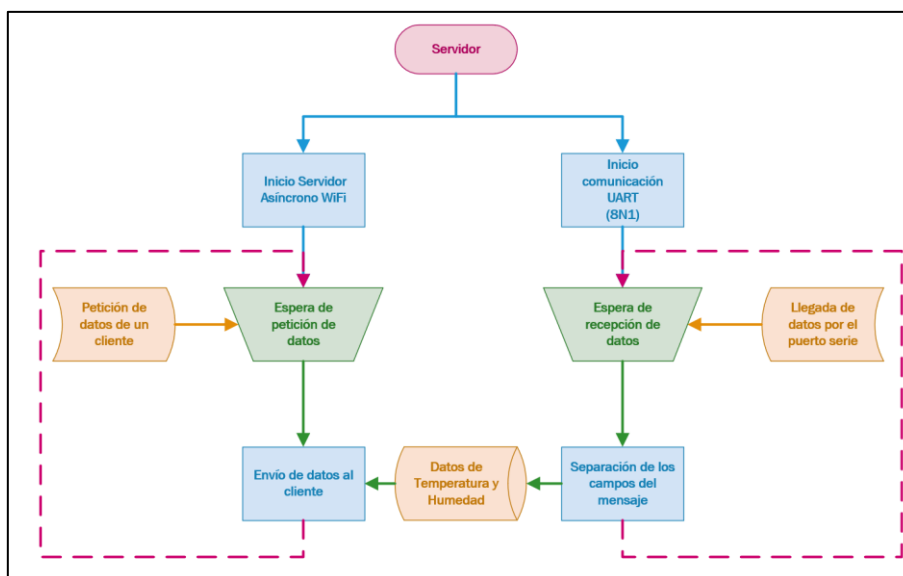 Servidor
Inicio Servidor
Asíncrono WiFi
Inicio
comunicación
UART
(8N1)
Petición de
datos de un
cliente
Espera de
petición de
datos
Espera de
recepción de
datos
Llegada de
datos por el
puerto serie
Envío de datos al
cliente
Datos de
Temperatura y
Humedad
Separación de los
campos del
mensaje